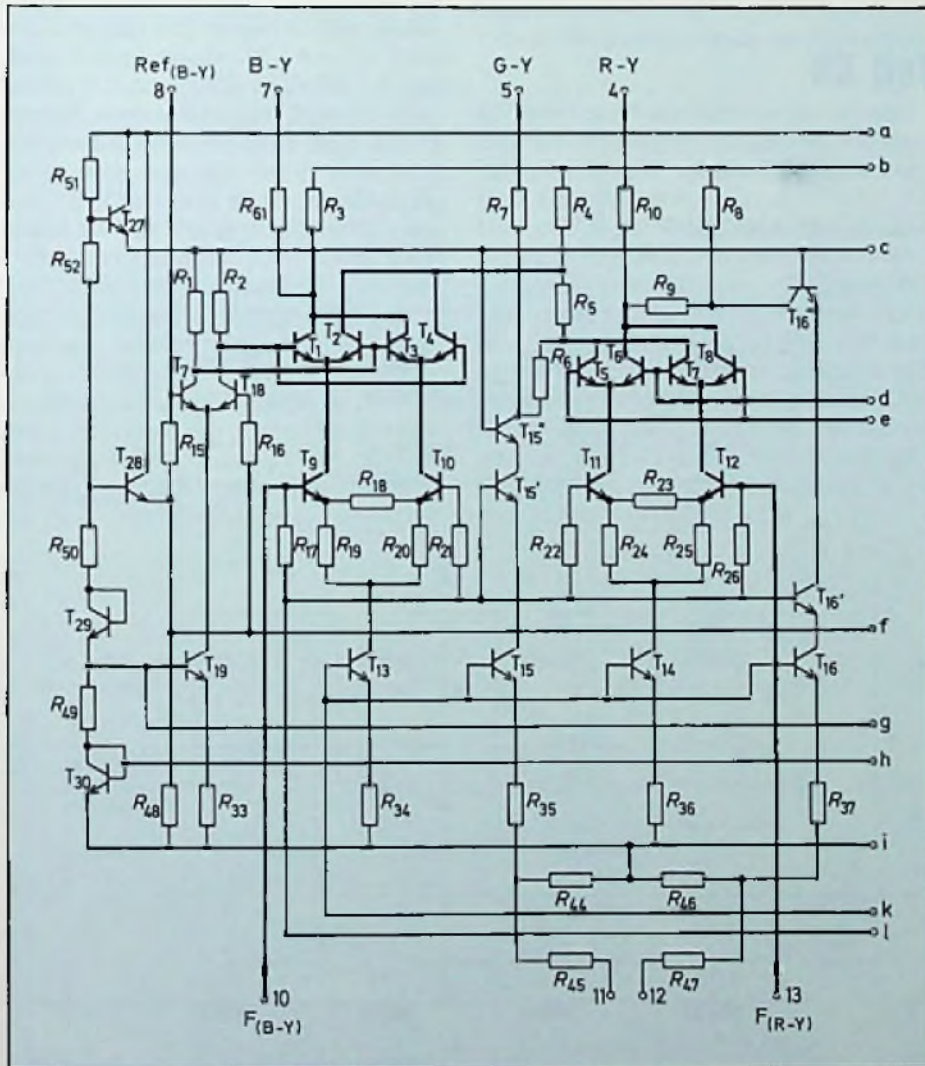 Ref(B-Y) B-Y G-Y R-Y
8 7 5 4
a
b
R51 R61 R3 R7 R4 R10 R8
T27
c
R52 R1 R2 R9
R5 T16"
T1 T2 T3 T4 R6 T5 T6 T7 T8
T7 T18 d
e
R15 R16 T15"
T28 T9 T10 T15' T11 T12
R18 R23
R50 R17 R19 R20 R21 R22 R24 R25 R26
T16'
T29 f
T19 T13 T15 T14 T16
R49
g
h
T30 R48 R33 R34 R35 R36 R37
i
R44 R46
k
l
R45 R47
11 12
10 13
F(B-Y) F(R-Y)